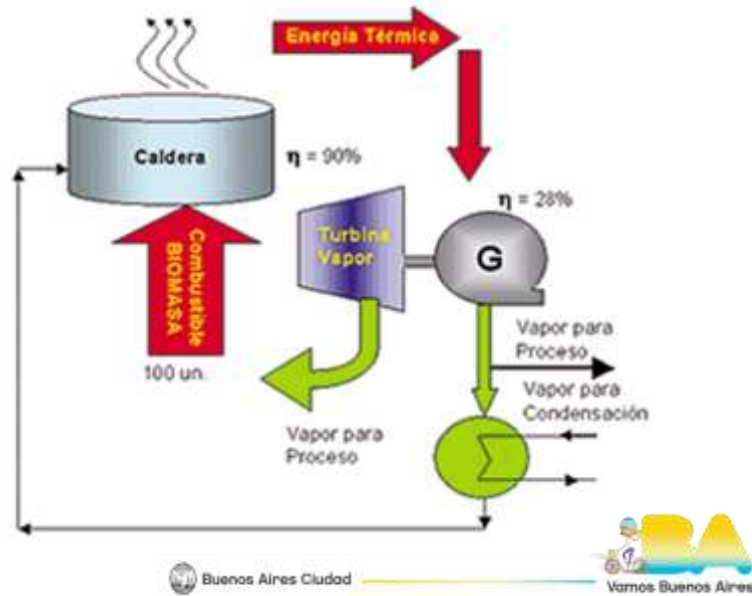 Energía Térmica
Caldera
η = 90%
η = 28%
Turbina
Vapor
G
Combustible
BIOMASA
100 un.
Vapor para
Proceso
Vapor para
Condensación
Vapor para
Proceso
BA
Buenos Aires Ciudad
Vamos Buenos Aires